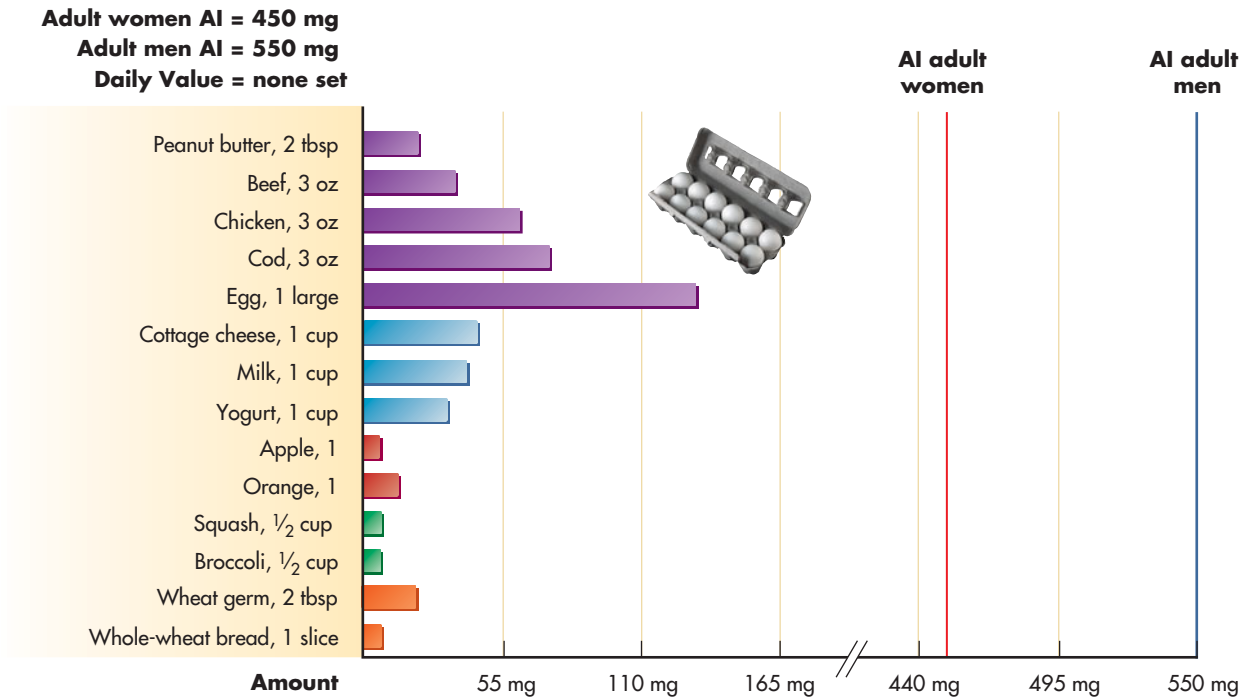 Adult women AI = 450 mg
Adult men AI = 550 mg
Daily Value = none set
AI adult
women
AI adult
men
Peanut butter, 2 tbsp
Beef, 3 oz
Chicken, 3 oz
Cod, 3 oz
Egg, 1 large
Cottage cheese, 1 cup
Milk, 1 cup
Yogurt, 1 cup
Apple, 1
Orange, 1
Squash, 1/2 cup
Broccoli, 1/2 cup
Wheat germ, 2 tbsp
Whole-wheat bread, 1 slice
Amount 55 mg 110 mg 165 mg 440 mg 495 mg 550 mg